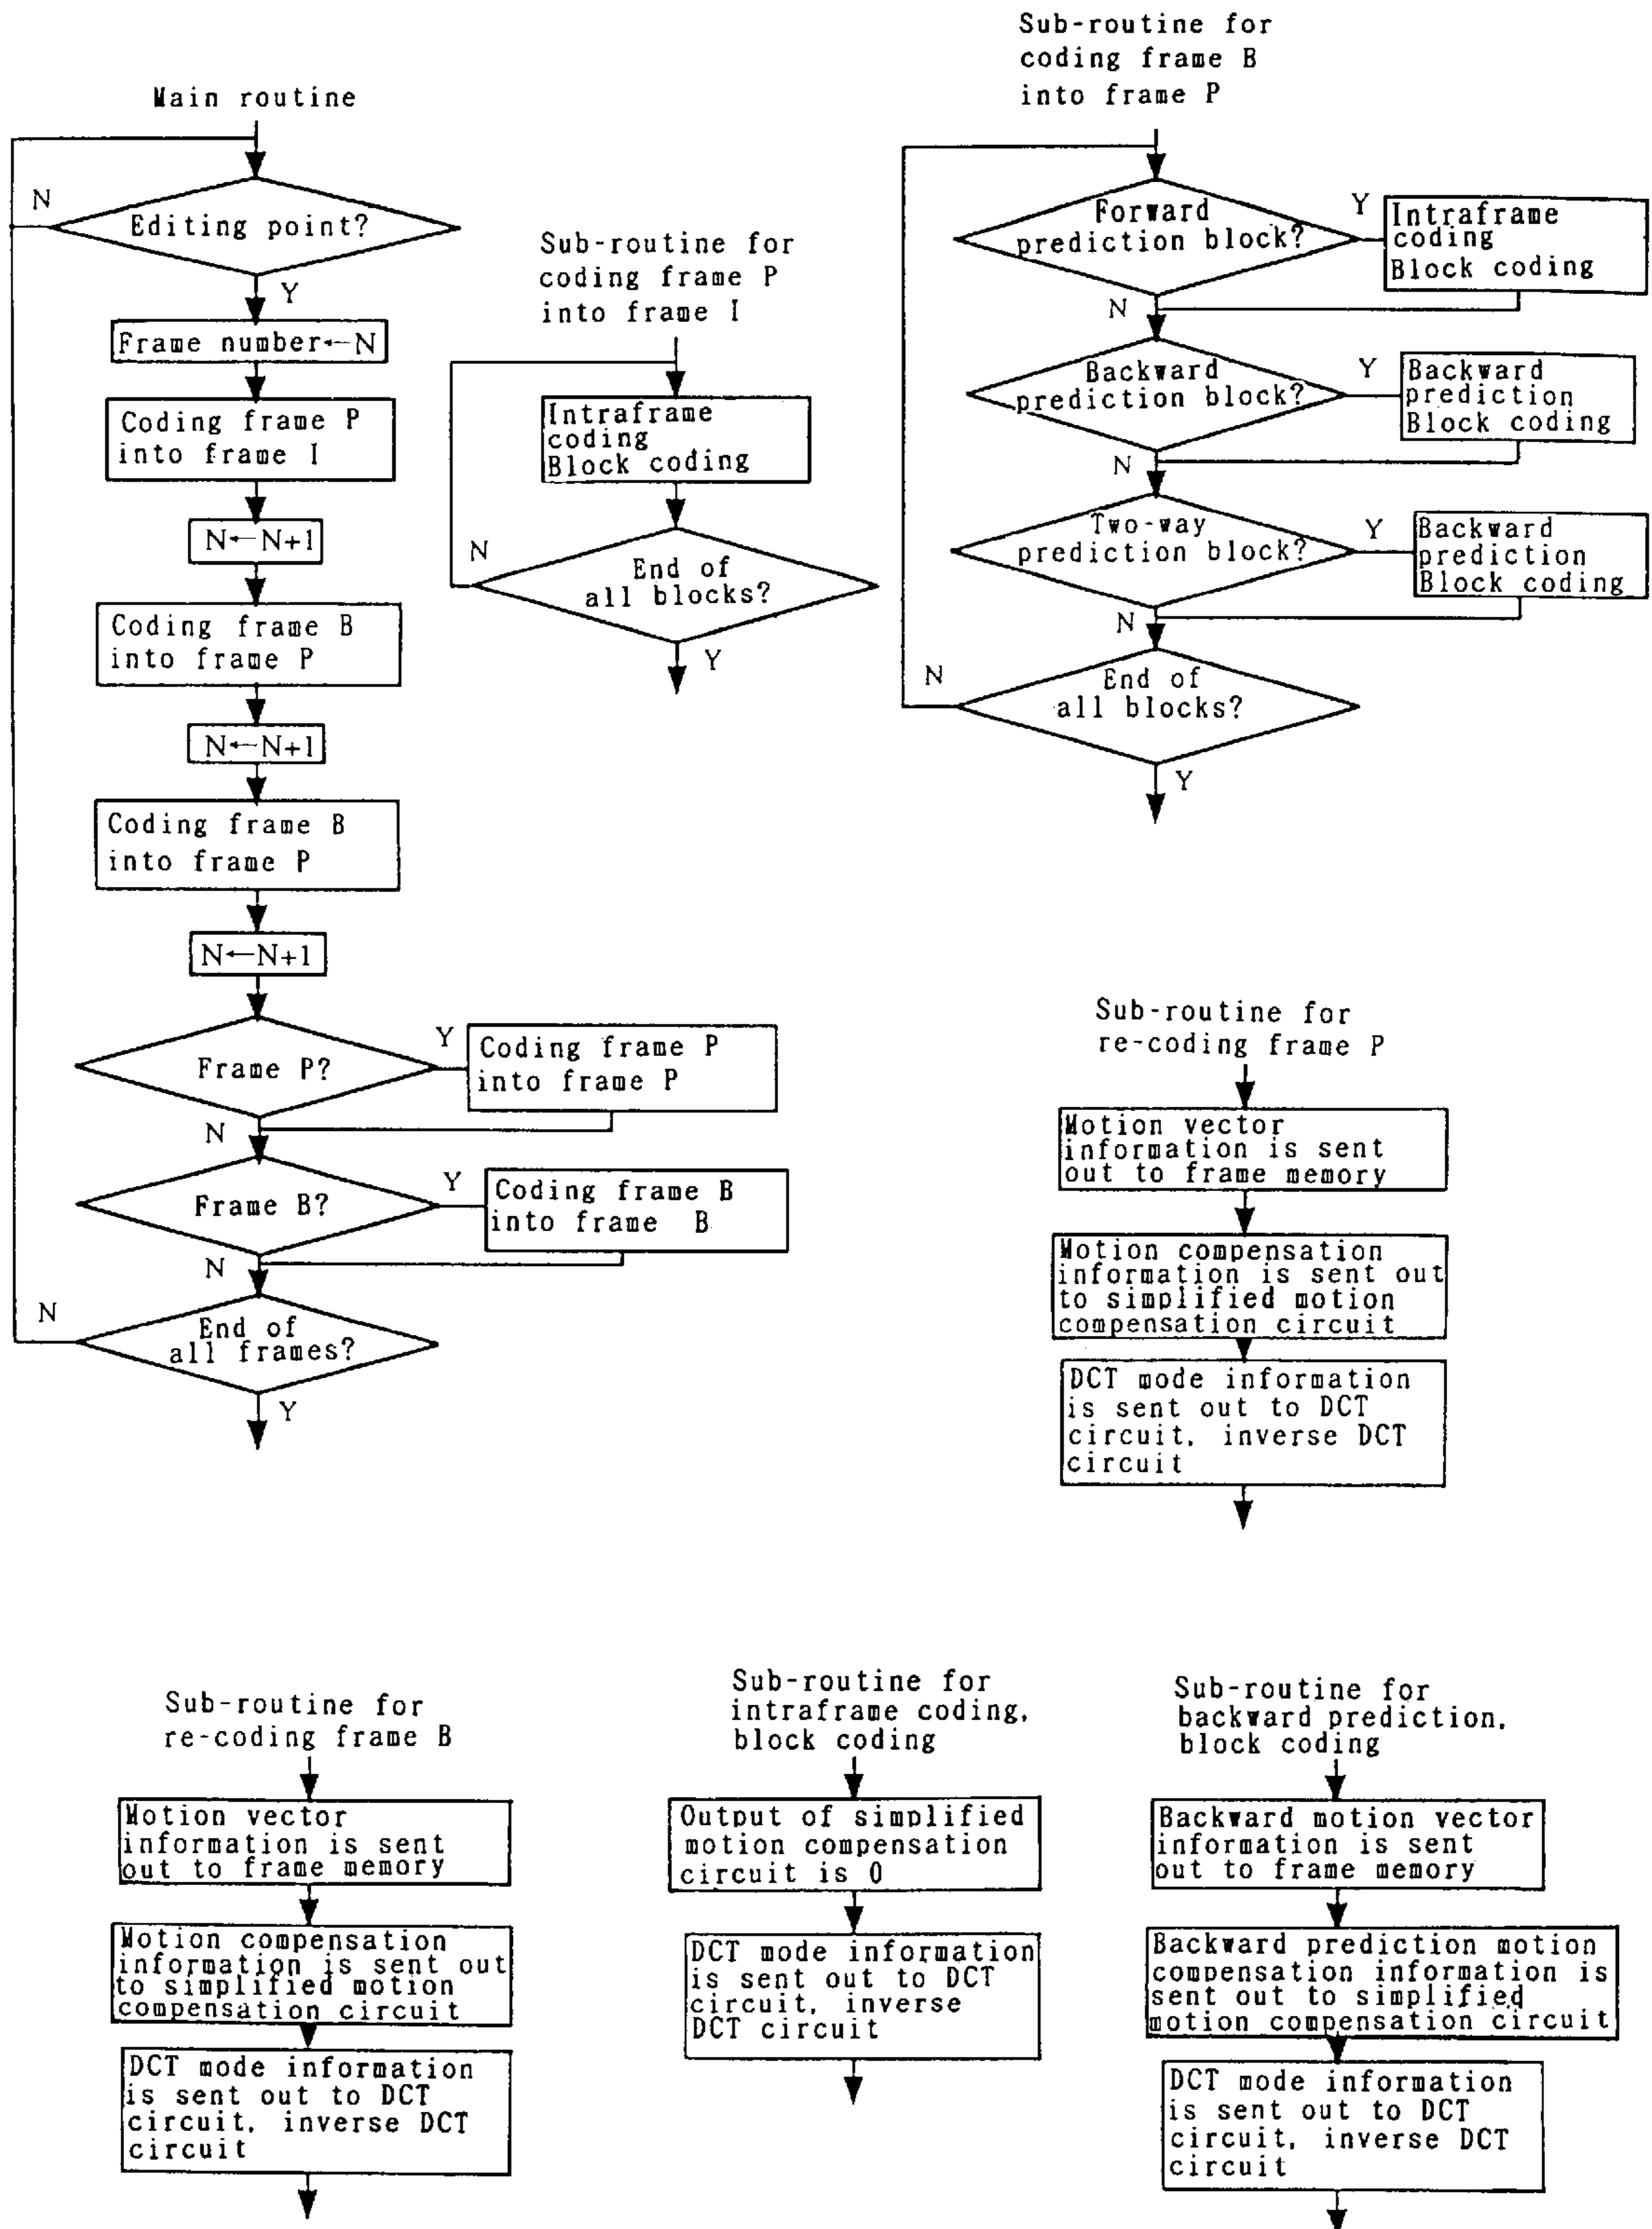 Main routine
N
Editing point?
Y
Frame number←N
Coding frame P
into frame I
N←N+1
Coding frame B
into frame P
N←N+1
Coding frame B
into frame P
N←N+1
Frame P?
Y
Coding frame P
into frame P
N
Frame B?
Y
Coding frame B
into frame B
N
N
End of
all frames?
Y
Sub-routine for
coding frame P
into frame I
Intraframe
coding
Block coding
N
End of
all blocks?
Y
Sub-routine for
coding frame B
into frame P
Forward
prediction block?
Y
Intraframe
coding
Block coding
N
Backward
prediction block?
Y
Backward
prediction
Block coding
N
Two-way
prediction block?
Y
Backward
prediction
Block coding
N
N
End of
all blocks?
Y
Sub-routine for
re-coding frame P
Motion vector
information is sent
out to frame memory
Motion compensation
information is sent out
to simplified motion
compensation circuit
DCT mode information
is sent out to DCT
circuit, inverse DCT
circuit
Sub-routine for
re-coding frame B
Motion vector
information is sent
out to frame memory
Motion compensation
information is sent out
to simplified motion
compensation circuit
DCT mode information
is sent out to DCT
circuit, inverse DCT
circuit
Sub-routine for
intraframe coding,
block coding
Output of simplified
motion compensation
circuit is 0
DCT mode information
is sent out to DCT
circuit, inverse
DCT circuit
Sub-routine for
backward prediction,
block coding
Backward motion vector
information is sent
out to frame memory
Backward prediction motion
compensation information is
sent out to simplified
motion compensation circuit
DCT mode information
is sent out to DCT
circuit, inverse DCT
circuit